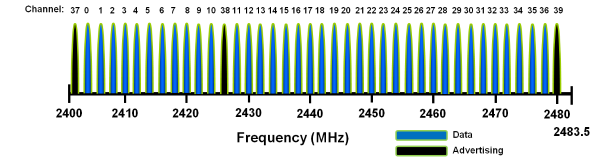 Channel: 37 0 1 2 3 4 5 6 7 8 9 10 38 11 12 13 14 15 16 17 18 19 20 21 22 23 24 25 26 27 28 29 30 31 32 33 34 35 36 39
2400 2410 2420 2430 2440 2450 2460 2470 2480
2483.5
Frequency (MHz)
Data
Advertising